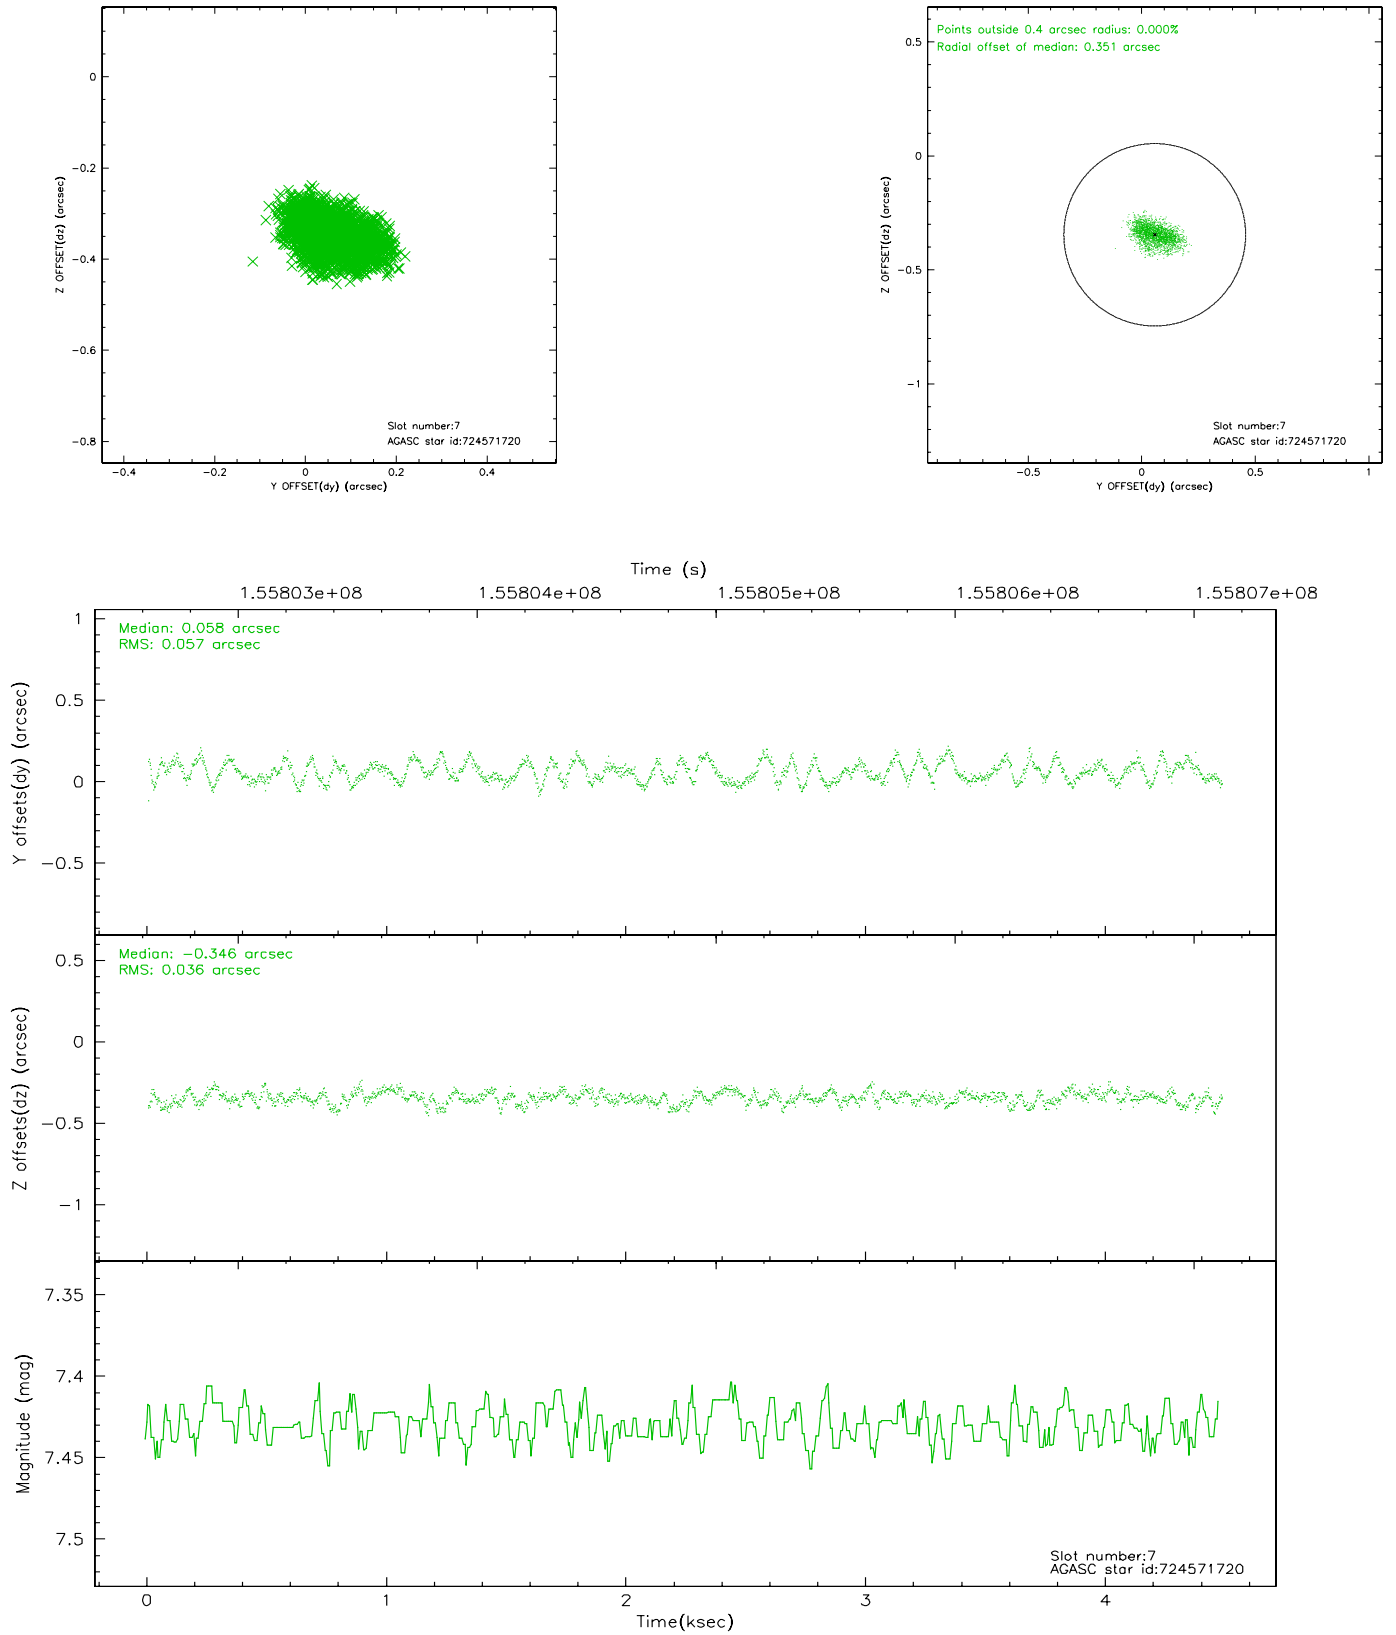 0
-0.2
-0.4
-0.6
-0.8
Z OFFSET(dz) (arcsec)
Slot number:7
AGASC star id:724571720
-0.4 -0.2 0 0.2 0.4
Y OFFSET(dy) (arcsec)
Points outside 0.4 arcsec radius: 0.000%
Radial offset of median: 0.351 arcsec
0.5
0
-0.5
-1
Z OFFSET(dz) (arcsec)
Slot number:7
AGASC star id:724571720
-0.5 0 0.5 1
Y OFFSET(dy) (arcsec)
Time (s)
1.55803e+08 1.55804e+08 1.55805e+08 1.55806e+08 1.55807e+08
Median: 0.058 arcsec
RMS: 0.057 arcsec
1
0.5
0
-0.5
Y offsets(dy) (arcsec)
Median: -0.346 arcsec
RMS: 0.036 arcsec
0.5
0
-0.5
-1
Z offsets(dz) (arcsec)
7.35
7.4
7.45
7.5
Magnitude (mag)
Slot number:7
AGASC star id:724571720
0 1 2 3 4
Time(ksec)